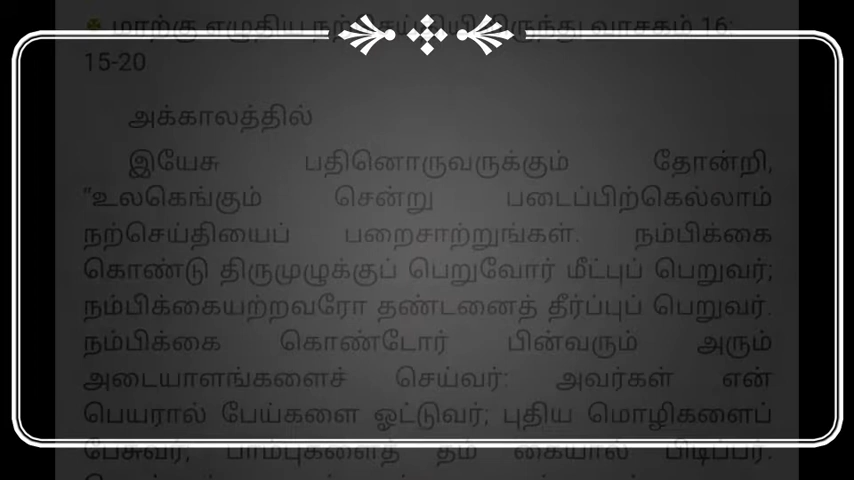 மாற்கு எழுதிய நற்செய்தியிலிருந்து வாசகம் 16:
15-20
அக்காலத்தில்
இயேசு பதினொருவருக்கும் தோன்றி,
"உலகெங்கும் சென்று படைப்பிற்கெல்லாம்
நற்செய்தியைப் பறைசாற்றுங்கள். நம்பிக்கை
கொண்டு திருமுழுக்குப் பெறுவோர் மீட்புப் பெறுவர்;
நம்பிக்கையற்றவரோ தண்டனைத் தீர்ப்புப் பெறுவர்.
நம்பிக்கை கொண்டோர் பின்வரும் அரும்
அடையாளங்களைச் செய்வர்: அவர்கள் என்
பெயரால் பேய்களை ஓட்டுவர்; புதிய மொழிகளைப்
பேசுவர்; பாம்புகளைத் தம் கையால் பிடிப்பர்.